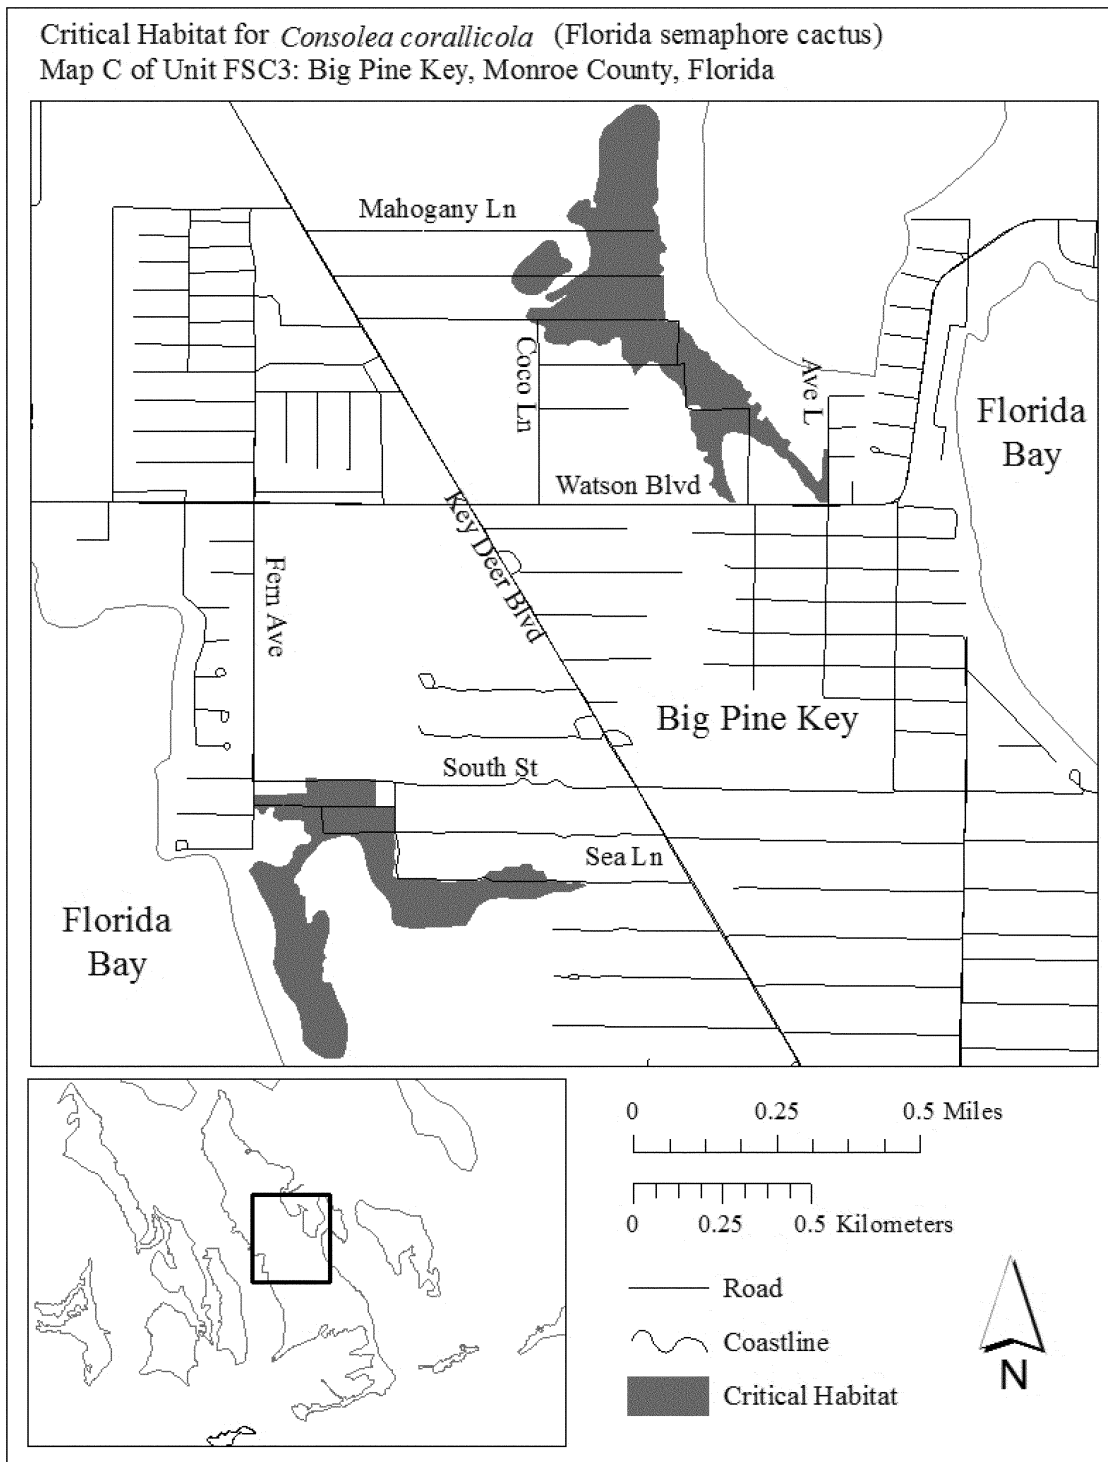 Critical Habitat for Consolea corallicola (Florida semaphore cactus)
Map C of Unit FSC3: Big Pine Key, Monroe County, Florida
Mahogany Ln
Coco Ln
Ave L
Florida
Bay
Watson Blvd
Key Deer Blvd
Fern Ave
Big Pine Key
South St
Sea Ln
Florida
Bay
0 0.25 0.5 Miles
0 0.25 0.5 Kilometers
Road
Coastline
Critical Habitat
N